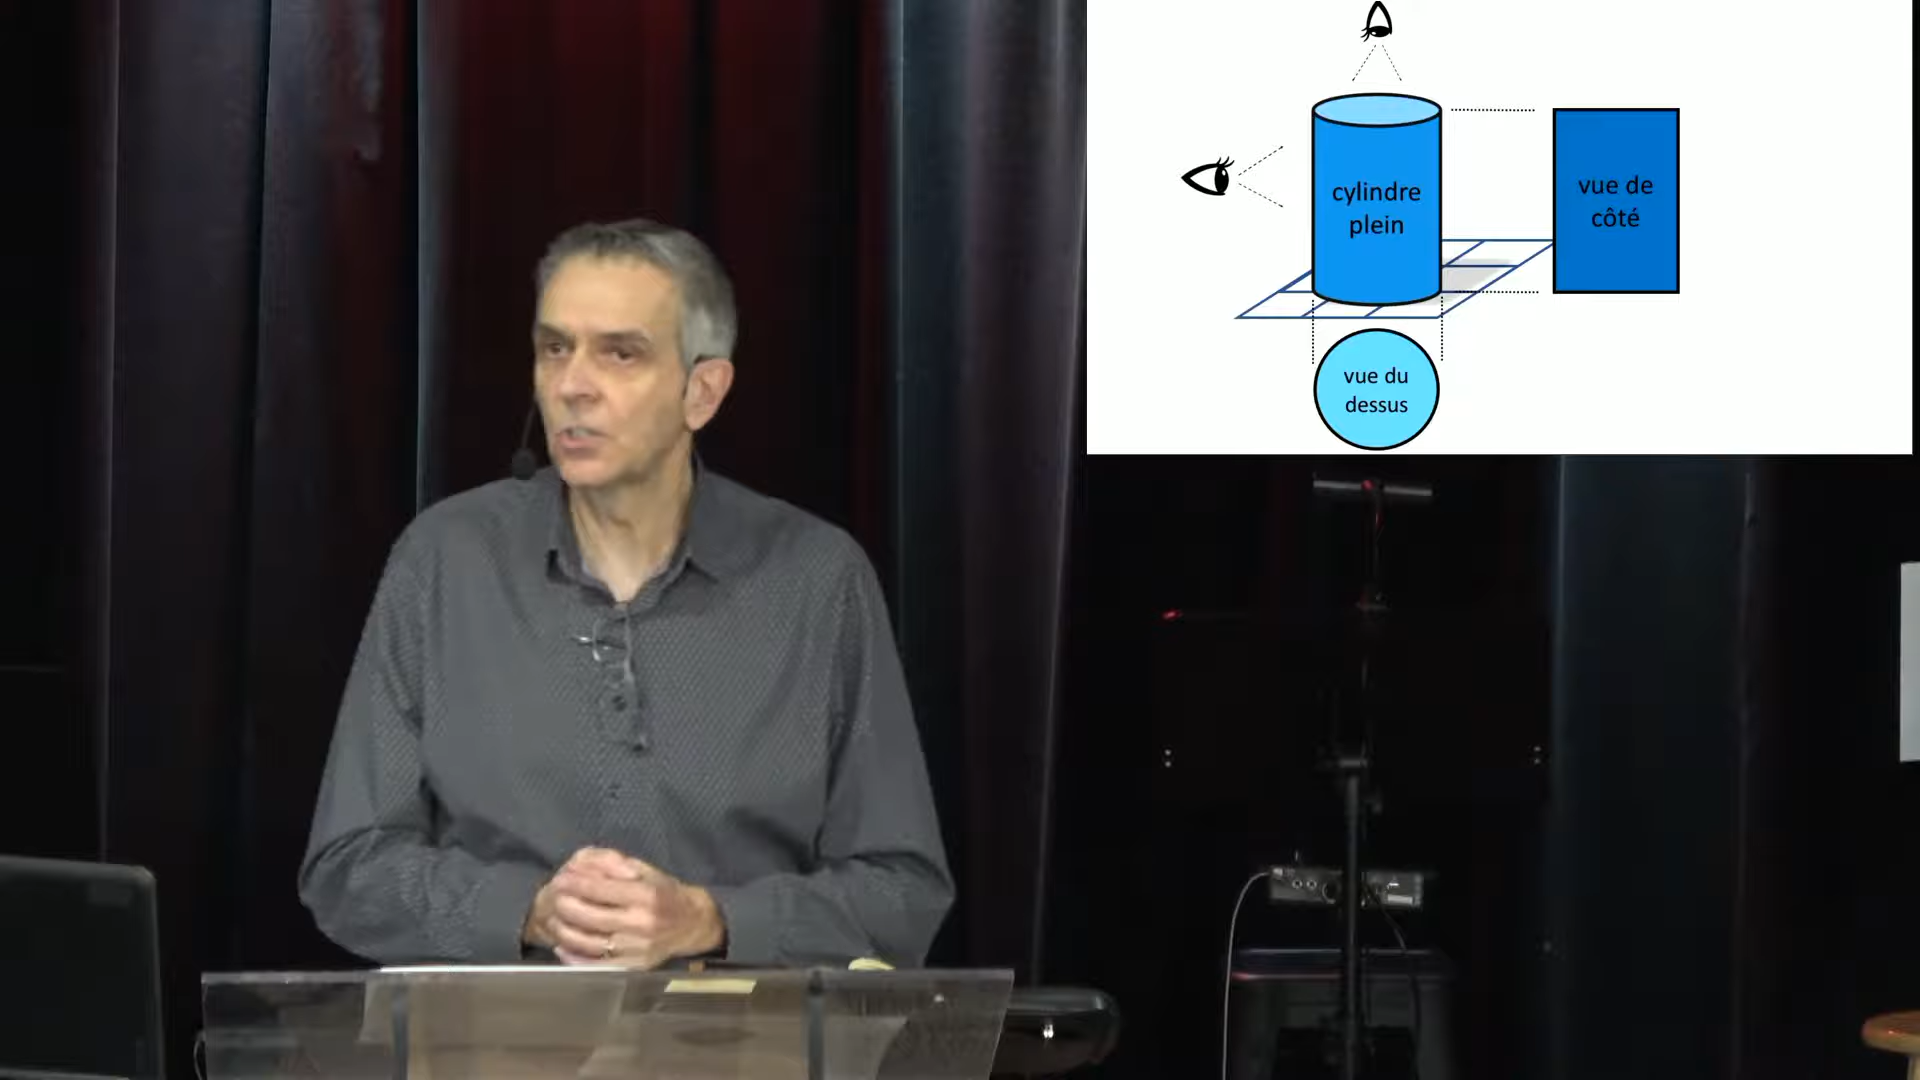 cylindre
plein
vue de
côté
vue du
dessus